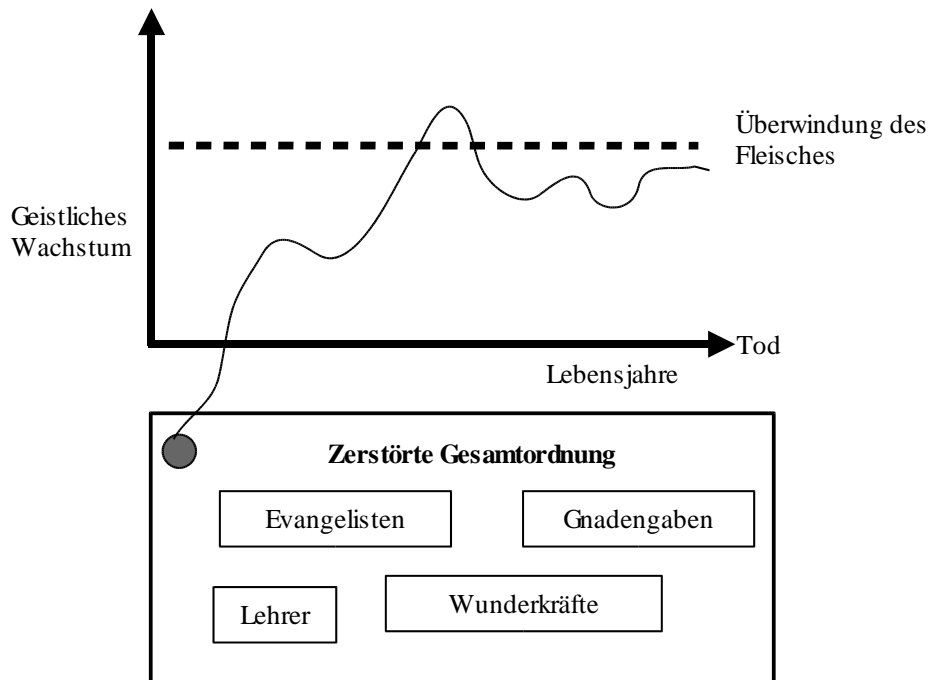 Überwindung des
Fleisches
Geistliches
Wachstum
Tod
Lebensjahre
Zerstörte Gesamtordnung
Evangelisten
Gnadengaben
Lehrer
Wunderkräfte